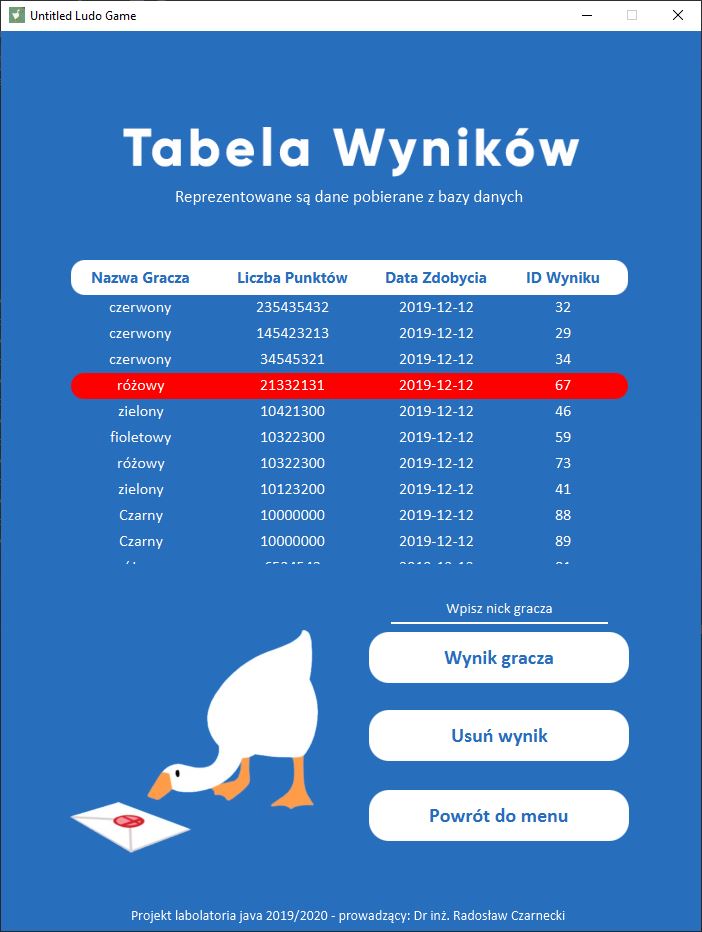 Untitled Ludo Game
Tabela Wyników
Reprezentowane są dane pobierane z bazy danych
Nazwa Gracza Liczba Punktów Data Zdobycia ID Wyniku
czerwony 235435432 2019-12-12 32
czerwony 145423213 2019-12-12 29
czerwony 34545321 2019-12-12 34
różowy 21332131 2019-12-12 67
zielony 10421300 2019-12-12 46
fioletowy 10322300 2019-12-12 59
różowy 10322300 2019-12-12 73
zielony 10123200 2019-12-12 41
Czarny 10000000 2019-12-12 88
Czarny 10000000 2019-12-12 89
Wpisz nick gracza
Wynik gracza
Usuń wynik
Powrót do menu
Projekt labolatoria java 2019/2020 - prowadzący: Dr inż. Radosław Czarnecki